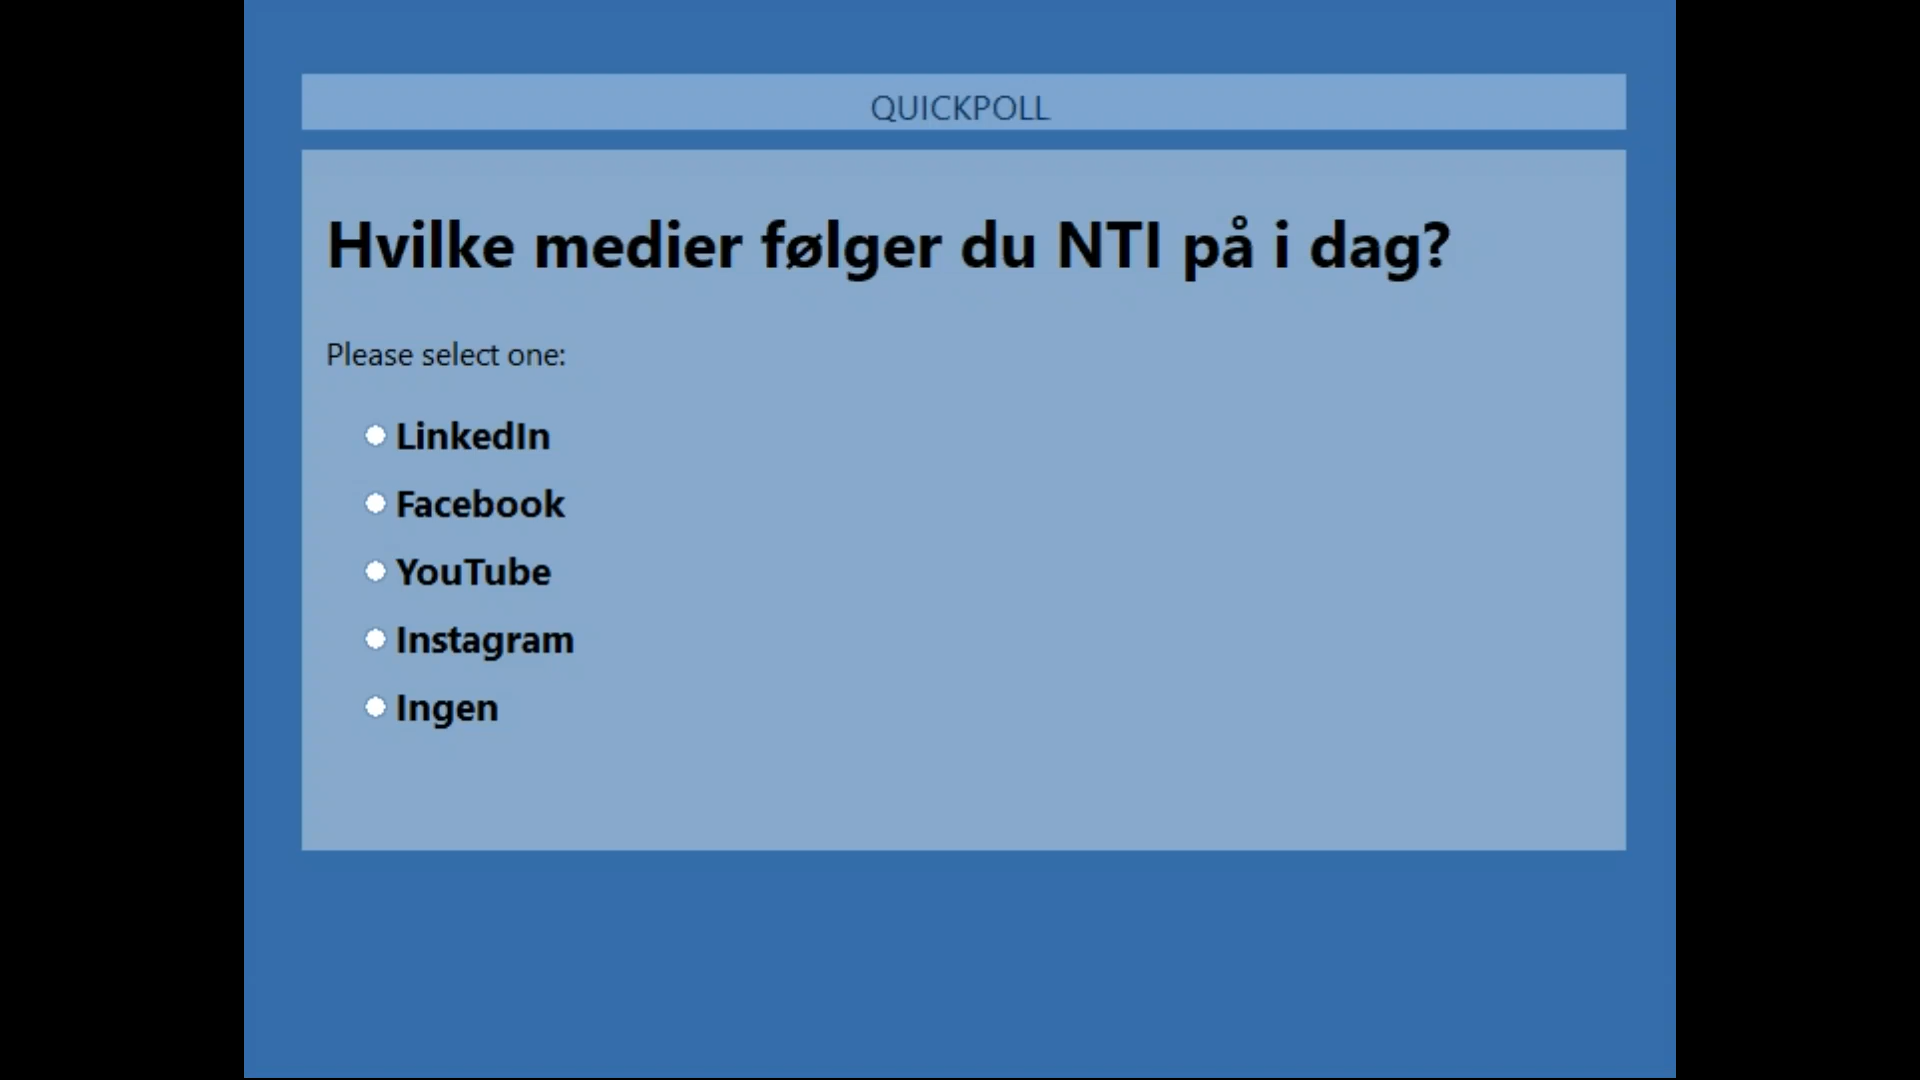 QUICKPOLL
Hvilke medier følger du NTI på i dag?
Please select one:
LinkedIn
Facebook
YouTube
Instagram
Ingen